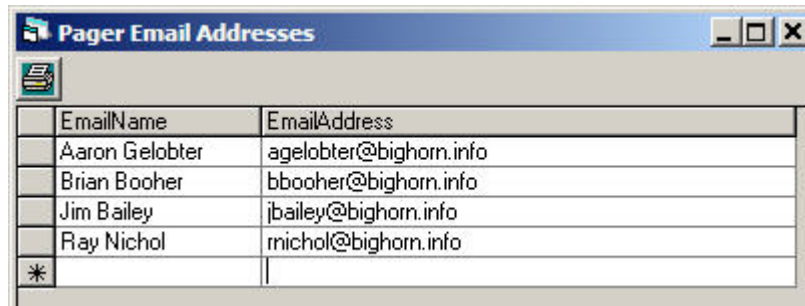 Pager Email Addresses
EmailName EmailAddress
Aaron Gelobter agelobter@bighorn.info
Brian Booher bbooher@bighorn.info
Jim Bailey jbailey@bighorn.info
Ray Nichol rnichol@bighorn.info